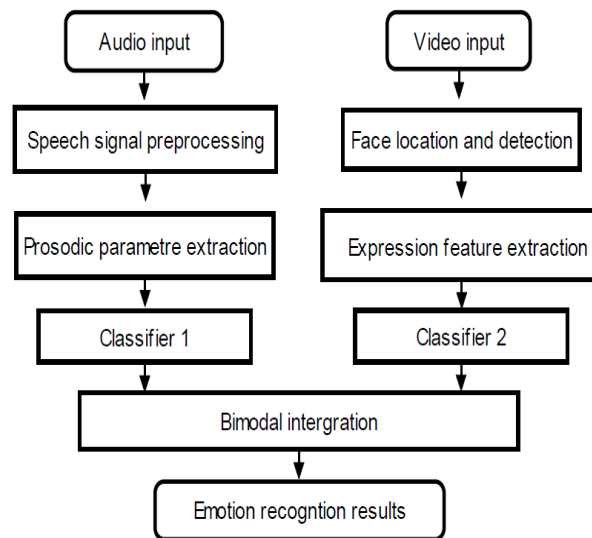 Audio input
Video input
Speech signal preprocessing
Face location and detection
Prosodic parametre extraction
Expression feature extraction
Classifier 1
Classifier 2
Bimodal intergration
Emotion recogntion results